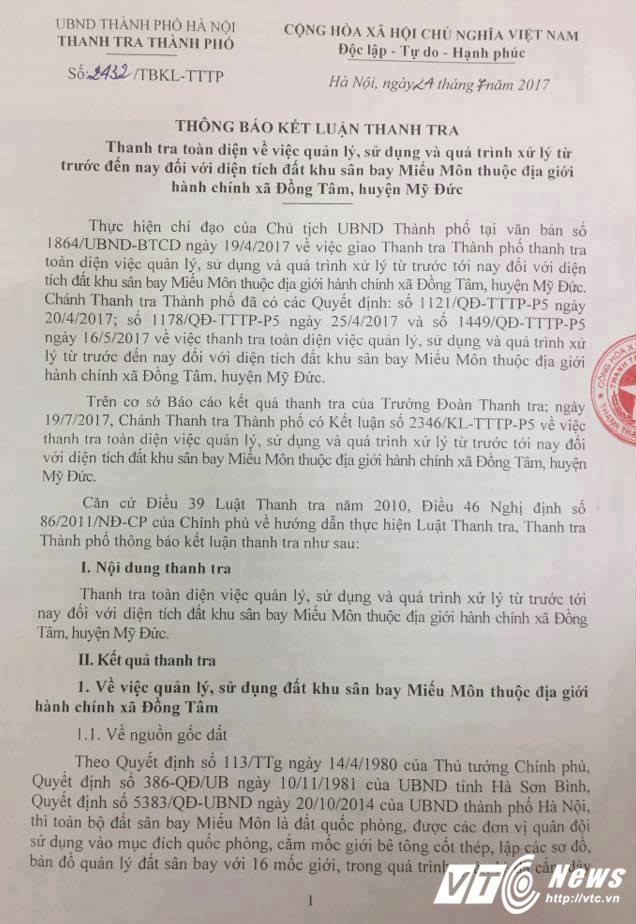 UBND THÀNH PHỐ HÀ NỘI
THANH TRA THÀNH PHỐ
Số: 2432/TBKL-TTTP
CỘNG HÒA XÃ HỘI CHỦ NGHĨA VIỆT NAM
Độc lập - Tự do - Hạnh phúc
Hà Nội, ngày 24 tháng 7 năm 2017
THÔNG BÁO KẾT LUẬN THANH TRA
Thanh tra toàn diện về việc quản lý, sử dụng và quá trình xử lý từ
trước đến nay đối với diện tích đất khu sân bay Miếu Môn thuộc địa giới
hành chính xã Đồng Tâm, huyện Mỹ Đức
Thực hiện chỉ đạo của Chủ tịch UBND Thành phố tại văn bản số
1864/UBND-BTCD ngày 19/4/2017 về việc giao Thanh tra Thành phố thanh tra
toàn diện việc quản lý, sử dụng và quá trình xử lý từ trước tới nay đối với diện
tích đất khu sân bay Miếu Môn thuộc địa giới hành chính xã Đồng Tâm, huyện Mỹ Đức.
Chánh Thanh tra Thành phố đã có các Quyết định: số 1121/QĐ-TTTP-P5 ngày
20/4/2017; số 1178/QĐ-TTTP-P5 ngày 25/4/2017 và số 1449/QĐ-TTTP-P5
ngày 16/5/2017 về việc thanh tra toàn diện việc quản lý, sử dụng và quá trình xử
lý từ trước đến nay đối với diện tích đất khu sân bay Miếu Môn thuộc địa giới
hành chính xã Đồng Tâm, huyện Mỹ Đức.
Trên cơ sở Báo cáo kết quả thanh tra của Trưởng Đoàn Thanh tra; ngày
19/7/2017, Chánh Thanh tra Thành phố có Kết luận số 2346/KL-TTTP-P5 về việc
thanh tra toàn diện việc quản lý, sử dụng và quá trình xử lý từ trước tới nay đối
với diện tích đất khu sân bay Miếu Môn thuộc địa giới hành chính xã Đồng Tâm, huyện
Mỹ Đức.
Căn cứ Điều 39 Luật Thanh tra năm 2010, Điều 46 Nghị định số
86/2011/NĐ-CP của Chính phủ về hướng dẫn thực hiện Luật Thanh tra, Thanh tra
Thành phố thông báo kết luận thanh tra như sau:
I. Nội dung thanh tra
Thanh tra toàn diện việc quản lý, sử dụng và quá trình xử lý từ trước tới
nay đối với diện tích đất khu sân bay Miếu Môn thuộc địa giới hành chính xã Đồng
Tâm, huyện Mỹ Đức.
II. Kết quả thanh tra
1. Về việc quản lý, sử dụng đất khu sân bay Miếu Môn thuộc địa giới
hành chính xã Đồng Tâm
1.1. Về nguồn gốc đất
Theo Quyết định số 113/TTg ngày 14/4/1980 của Thủ tướng Chính phủ,
Quyết định số 386-QĐ/UB ngày 10/11/1981 của UBND tỉnh Hà Sơn Bình,
Quyết định số 5383/QĐ-UBND ngày 20/10/2014 của UBND thành phố Hà Nội,
thì toàn bộ đất sân bay Miếu Môn là đất quốc phòng, được các đơn vị quân đội
sử dụng vào mục đích quốc phòng, cắm mốc giới bê tông cốt thép, lập các sơ đồ,
bản đồ quản lý đất sân bay với 16 mốc giới, trong quá trình
1
VTC News
http://vtc.vn